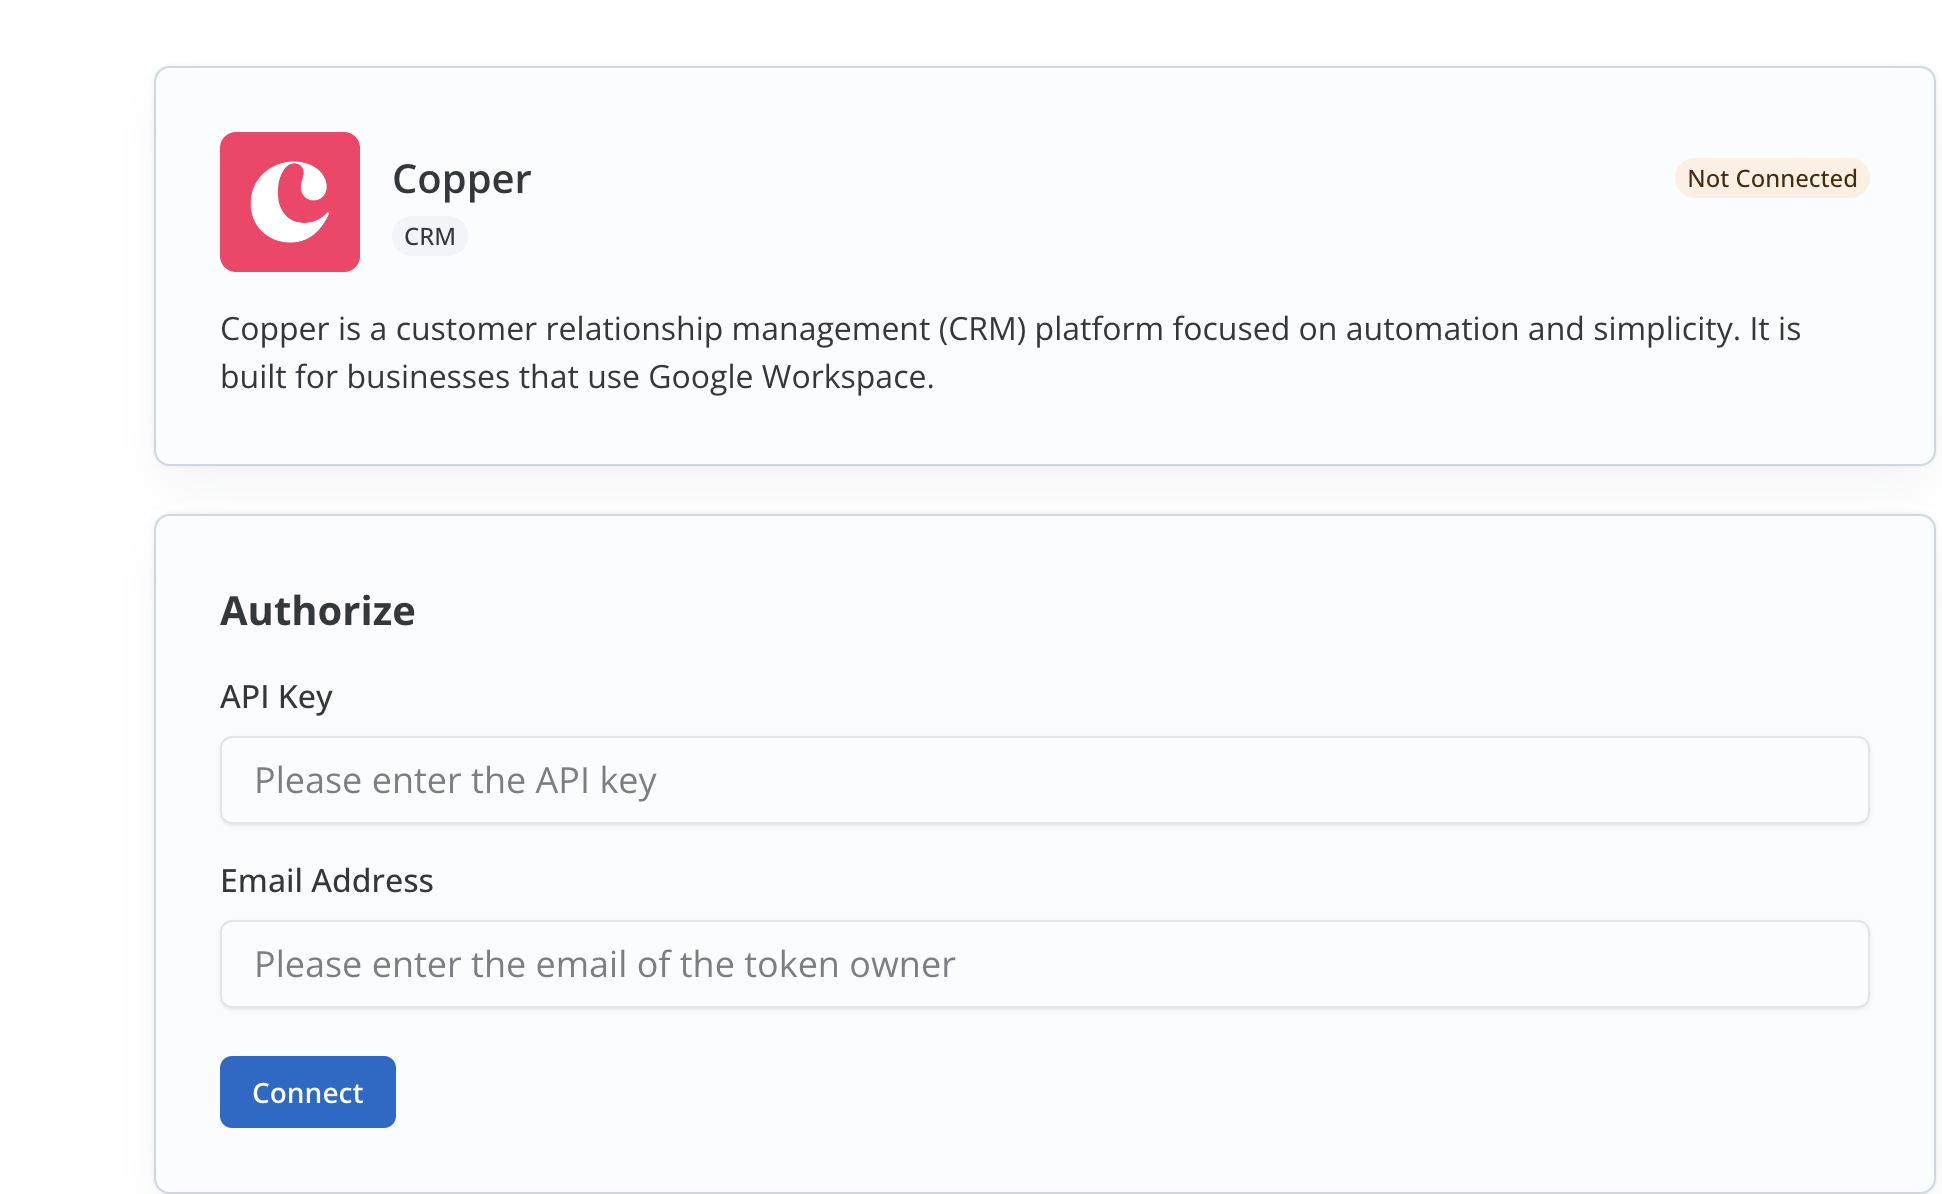 Copper
Not Connected
CRM
Copper is a customer relationship management (CRM) platform focused on automation and simplicity. It is
built for businesses that use Google Workspace.
Authorize
API Key
Please enter the API key
Email Address
Please enter the email of the token owner
Connect